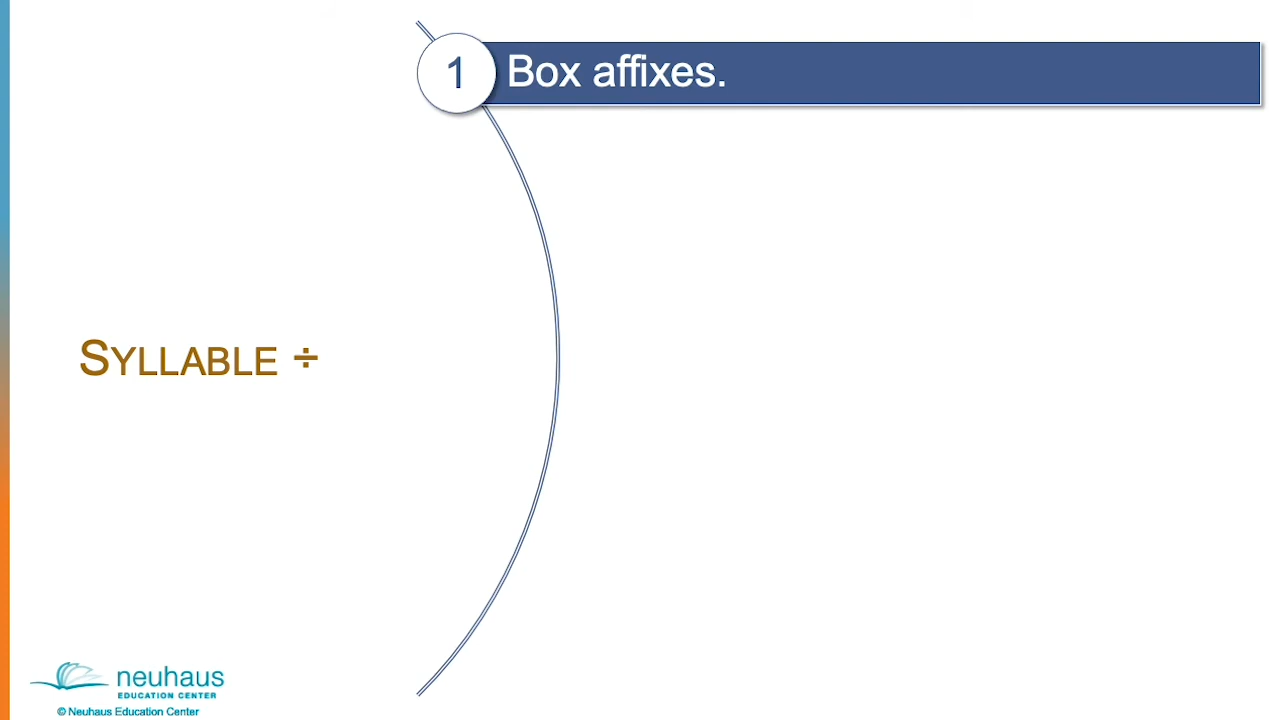 1 Box affixes.
SYLLABLE ÷
neuhaus
EDUCATION CENTER
© Neuhaus Education Center